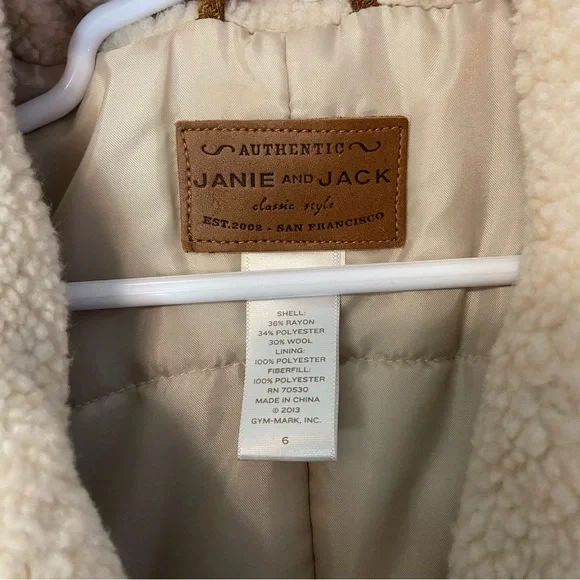 AUTHENTIC
JANIE AND JACK
classic style
EST.2002 - SAN FRANCISCO
SHELL:
36% RAYON
34% POLYESTER
30% WOOL
LINING:
100% POLYESTER
FIBERFILL:
100% POLYESTER
RN 70530
MADE IN CHINA
© 2013
GYM-MARK, INC.
6